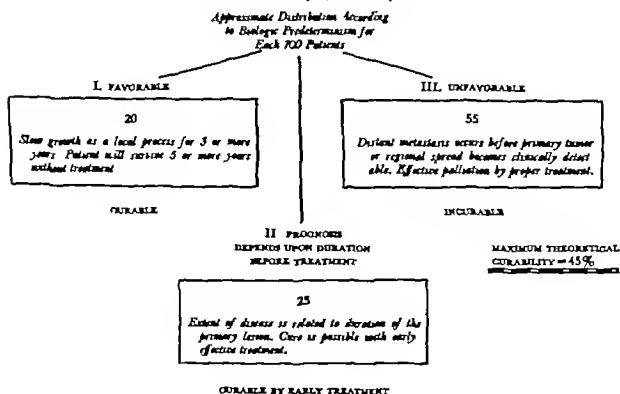 Approximate Distribution According
to Biologic Predeterminism for
Each 100 Patients
I. FAVORABLE
20
Slow growth as a local process for 5 or more
years Patient will survive 5 or more years
without treatment
CURABLE
III. UNFAVORABLE
55
Distant metastasis occurs before primary tumor
or regional spread becomes clinically detect
able. Effective palliation by proper treatment.
INCURABLE
II PROGNOSIS
DEPENDS UPON DURATION
BEFORE TREATMENT
25
Extent of disease is related to duration of the
primary lesion. Cure is possible with early
effective treatment.
CURABLE BY EARLY TREATMENT
MAXIMUM THEORETICAL
CURABILITY = 45%